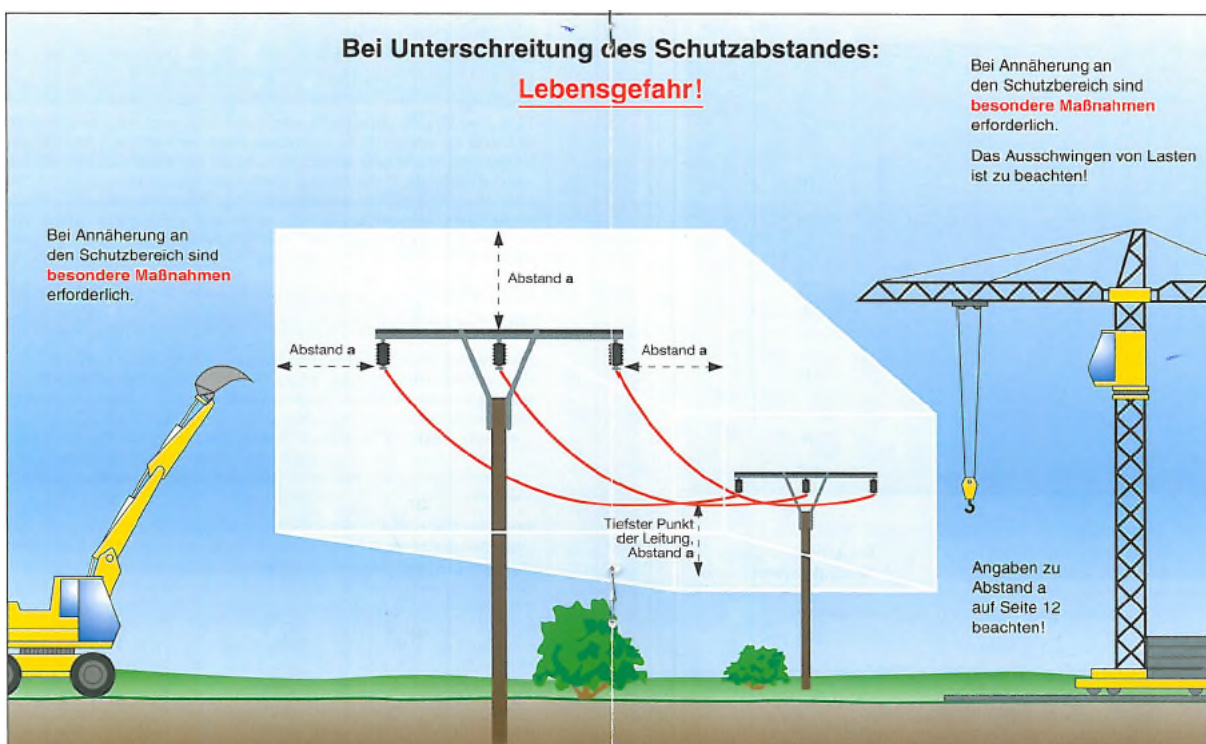 Bei Unterschreitung des Schutzabstandes:
Lebensgefahr!
Bei Annäherung an
den Schutzbereich sind
besondere Maßnahmen
erforderlich.
Das Ausschwingen von Lasten
ist zu beachten!
Bei Annäherung an
den Schutzbereich sind
besondere Maßnahmen
erforderlich.
Abstand a
Abstand a
Abstand a
Tiefster Punkt
der Leitung,
Abstand a
Angaben zu
Abstand a
auf Seite 12
beachten!